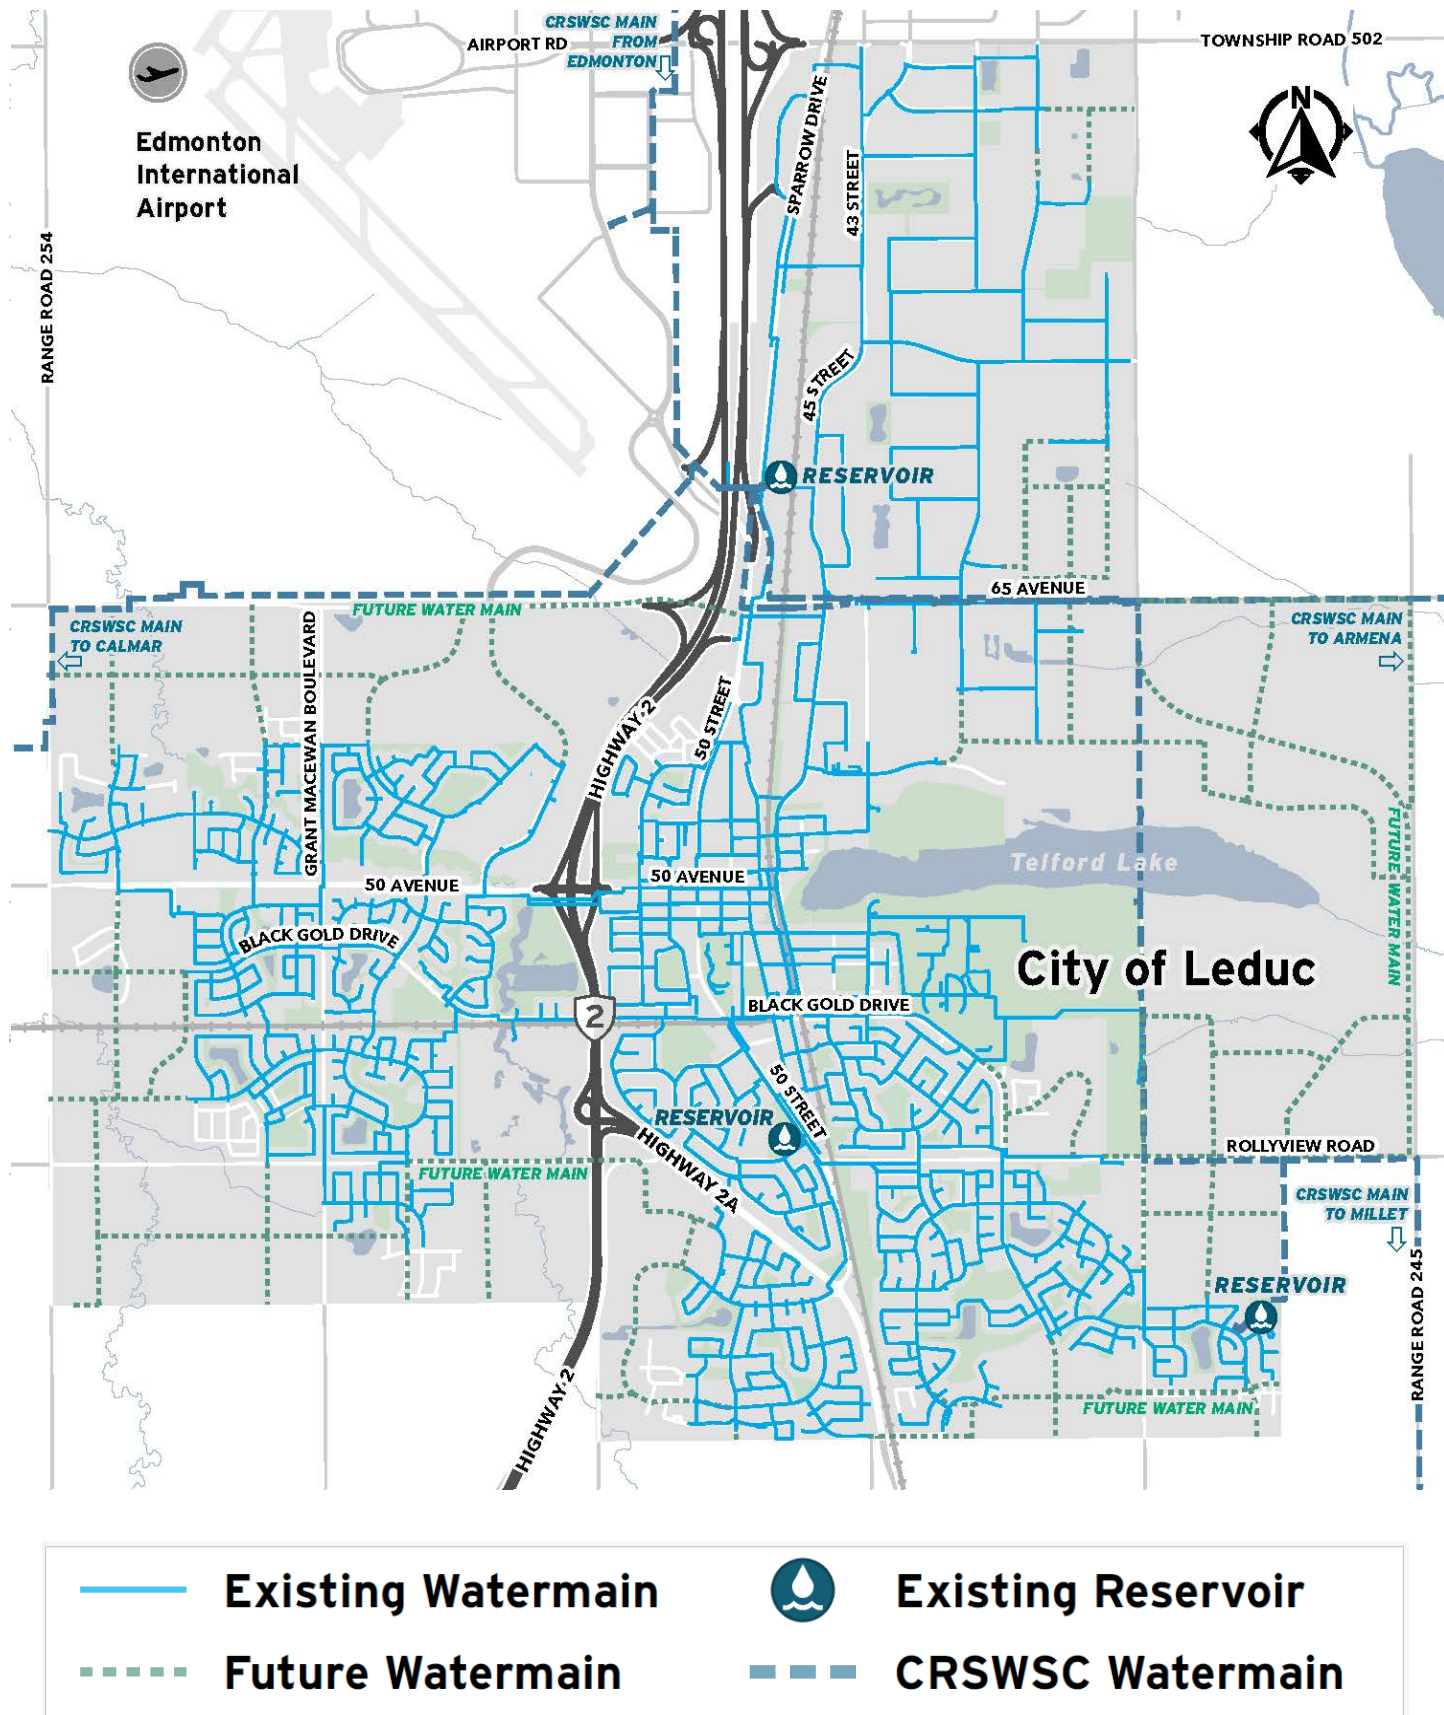 CRSWSC MAIN
FROM
EDMONTON
AIRPORT RD
TOWNSHIP ROAD 502
N
Edmonton
International
Airport
SPARROW DRIVE
43 STREET
RANGE ROAD 254
45 STREET
RESERVOIR
65 AVENUE
FUTURE WATER MAIN
CRSWSC MAIN
TO CALMAR
CRSWSC MAIN
TO ARMENA
GRANT MACEWAN BOULEVARD
HIGHWAY 2
50 STREET
FUTURE WATER MAIN
Telford Lake
50 AVENUE
50 AVENUE
BLACK GOLD DRIVE
City of Leduc
BLACK GOLD DRIVE
2
50 STREET
RESERVOIR
HIGHWAY 2A
ROLLYVIEW ROAD
FUTURE WATER MAIN
CRSWSC MAIN
TO MILLET
RESERVOIR
RANGE ROAD 245
HIGHWAY 2
FUTURE WATER MAIN
Existing Watermain
Existing Reservoir
Future Watermain
CRSWSC Watermain